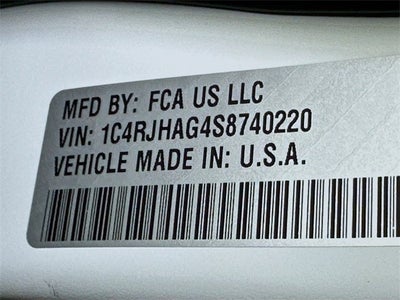 MFD BY: FCA US LLC
VIN: 1C4RJHAG4S8740220
VEHICLE MADE IN: U.S.A.